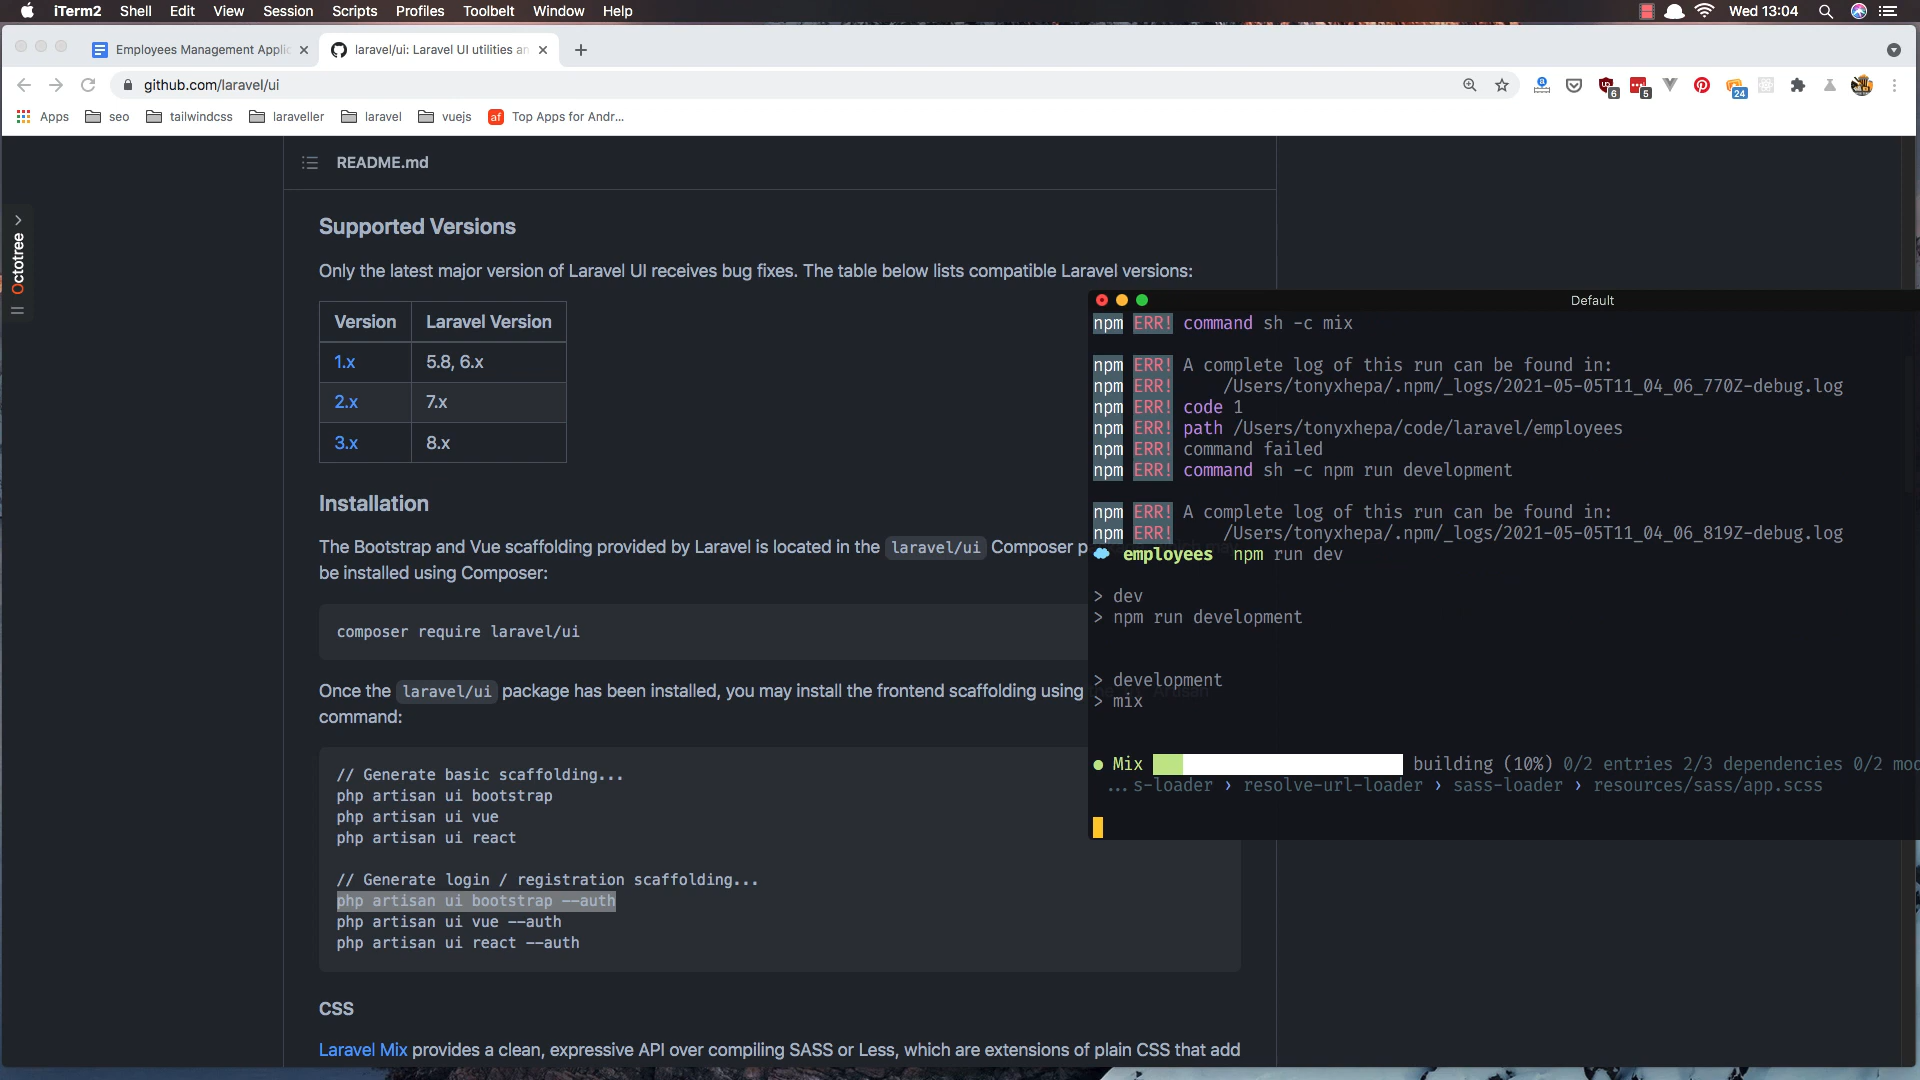 iTerm2 Shell Edit View Session Scripts Profiles Toolbelt Window Help Wed 13:04
Employees Management Applic
laravel/ui: Laravel UI utilities an
github.com/laravel/ui
6
5
24
Apps seo tailwindcss laraveller laravel vuejs af Top Apps for Andr...
Octotree
README.md
Supported Versions
Only the latest major version of Laravel UI receives bug fixes. The table below lists compatible Laravel versions:
Version Laravel Version
1.x 5.8, 6.x
2.x 7.x
3.x 8.x
Installation
The Bootstrap and Vue scaffolding provided by Laravel is located in the laravel/ui Composer p
be installed using Composer:
composer require laravel/ui
Once the laravel/ui package has been installed, you may install the frontend scaffolding using Artisan
command:
// Generate basic scaffolding...
php artisan ui bootstrap
php artisan ui vue
php artisan ui react
// Generate login / registration scaffolding...
php artisan ui bootstrap --auth
php artisan ui vue --auth
php artisan ui react --auth
CSS
Laravel Mix provides a clean, expressive API over compiling SASS or Less, which are extensions of plain CSS that add
Default
npm ERR! command sh -c mix
npm ERR! A complete log of this run can be found in:
npm ERR!     /Users/tonyxhepa/.npm/_logs/2021-05-05T11_04_06_770Z-debug.log
npm ERR! code 1
npm ERR! path /Users/tonyxhepa/code/laravel/employees
npm ERR! command failed
npm ERR! command sh -c npm run development
npm ERR! A complete log of this run can be found in:
npm ERR!     /Users/tonyxhepa/.npm/_logs/2021-05-05T11_04_06_819Z-debug.log
employees npm run dev
> dev
> npm run development
> development
> mix
● Mix building (10%) 0/2 entries 2/3 dependencies 0/2 mod
...s-loader › resolve-url-loader › sass-loader › resources/sass/app.scss